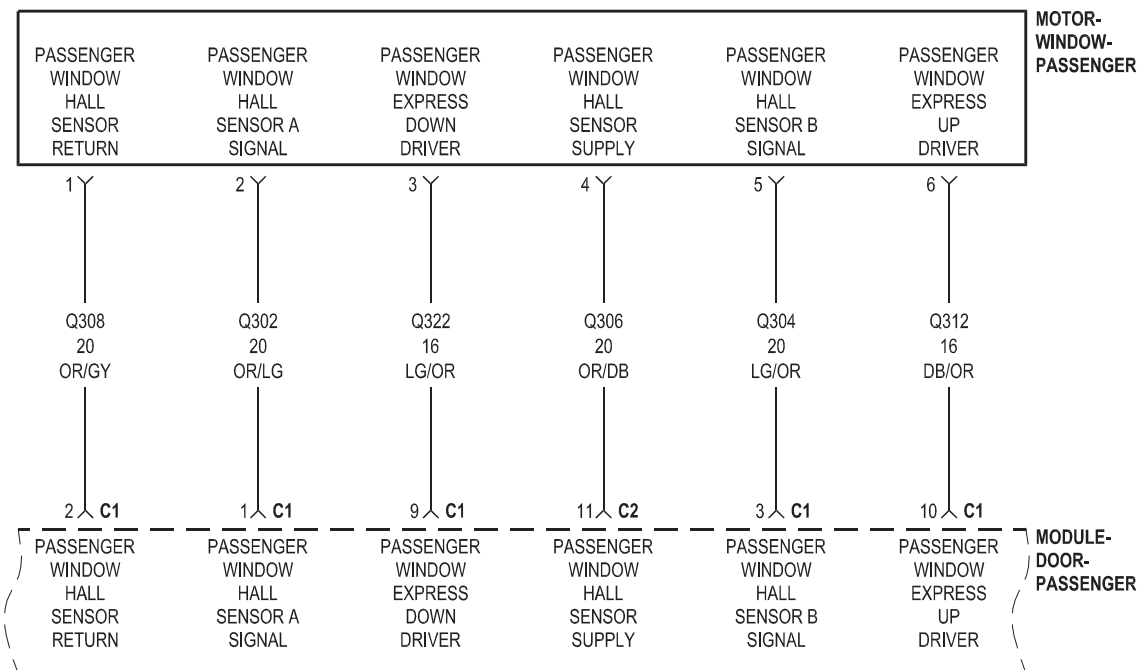 MOTOR-
WINDOW-
PASSENGER
PASSENGER
WINDOW
HALL
SENSOR
RETURN
PASSENGER
WINDOW
HALL
SENSOR A
SIGNAL
PASSENGER
WINDOW
EXPRESS
DOWN
DRIVER
PASSENGER
WINDOW
HALL
SENSOR
SUPPLY
PASSENGER
WINDOW
HALL
SENSOR B
SIGNAL
PASSENGER
WINDOW
EXPRESS
UP
DRIVER
1
2
3
4
5
6
Q308
20
OR/GY
Q302
20
OR/LG
Q322
16
LG/OR
Q306
20
OR/DB
Q304
20
LG/OR
Q312
16
DB/OR
2 C1
1 C1
9 C1
11 C2
3 C1
10 C1
PASSENGER
WINDOW
HALL
SENSOR
RETURN
PASSENGER
WINDOW
HALL
SENSOR A
SIGNAL
PASSENGER
WINDOW
EXPRESS
DOWN
DRIVER
PASSENGER
WINDOW
HALL
SENSOR
SUPPLY
PASSENGER
WINDOW
HALL
SENSOR B
SIGNAL
PASSENGER
WINDOW
EXPRESS
UP
DRIVER
MODULE-
DOOR-
PASSENGER